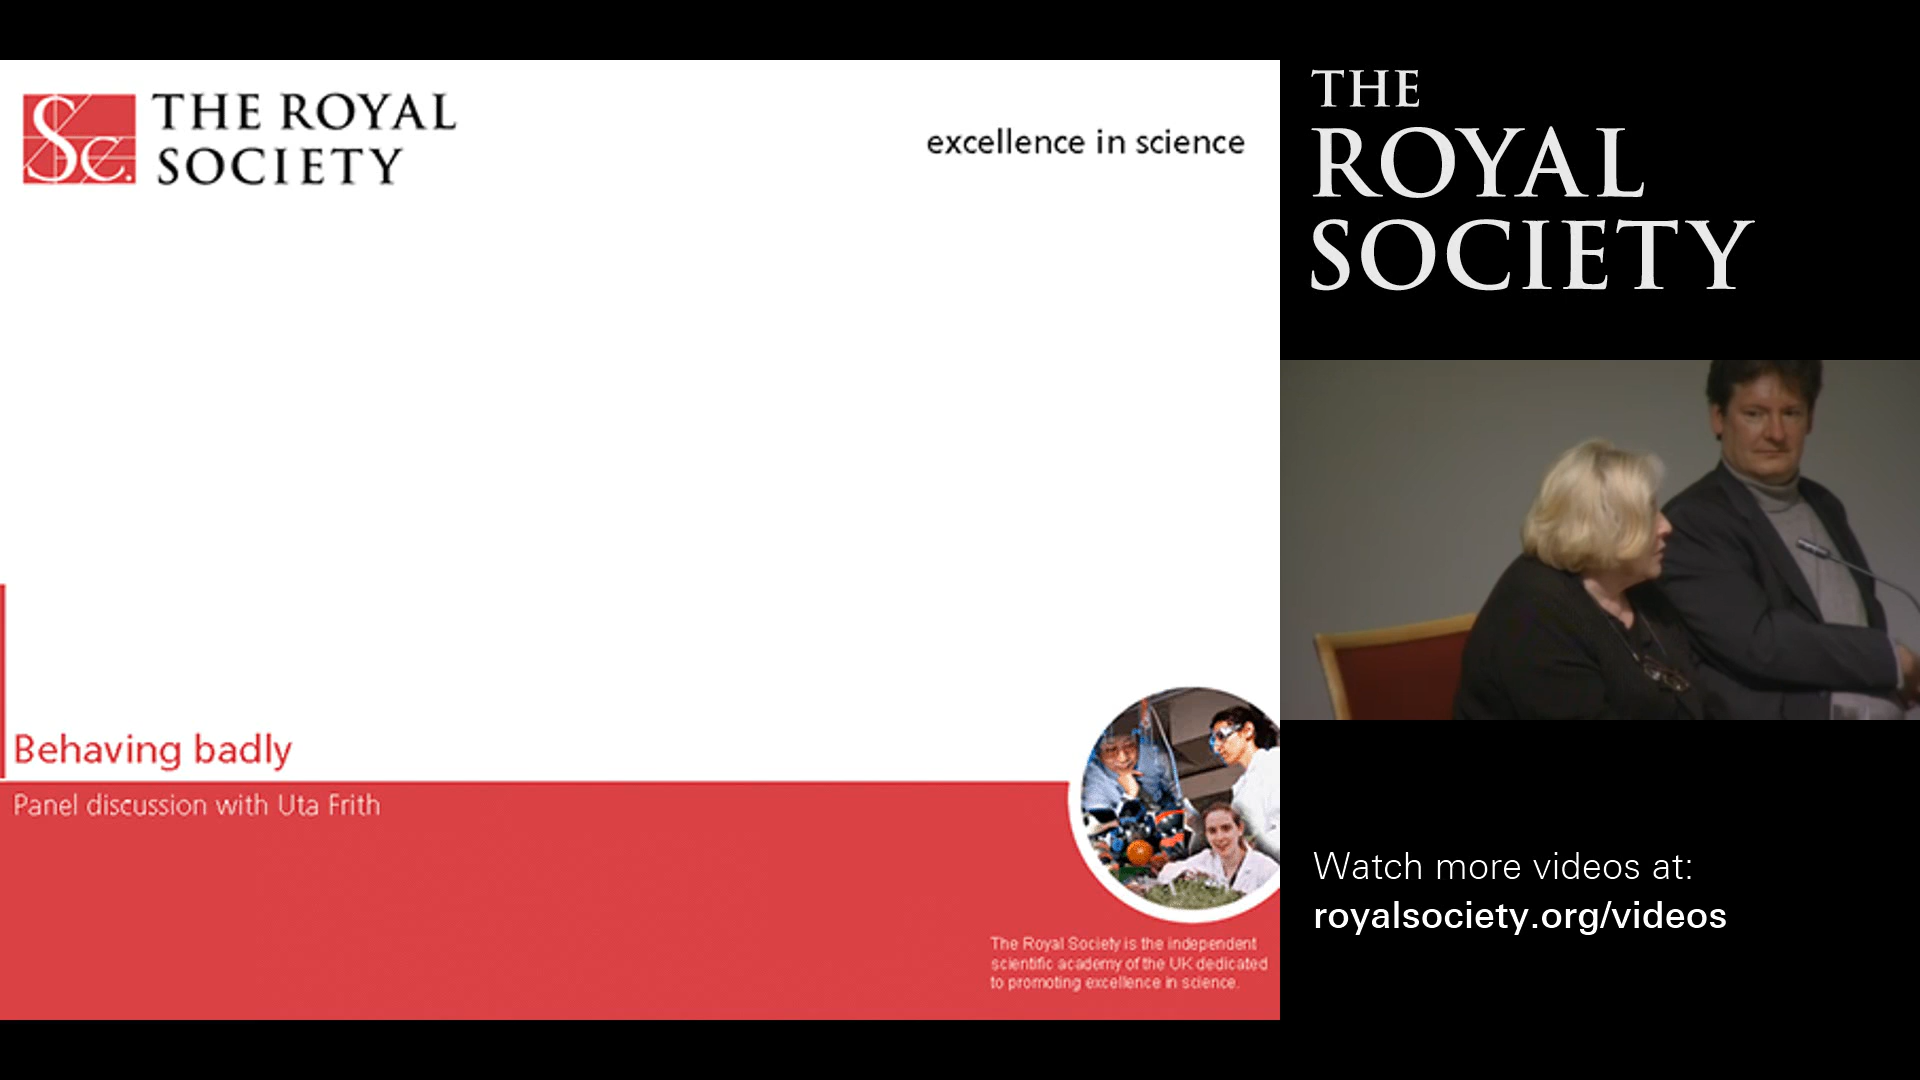 Sc.
THE ROYAL
SOCIETY
excellence in science
Behaving badly
Panel discussion with Uta Frith
The Royal Society is the independent
scientific academy of the UK dedicated
to promoting excellence in science.
THE
ROYAL
SOCIETY
Watch more videos at:
royalsociety.org/videos